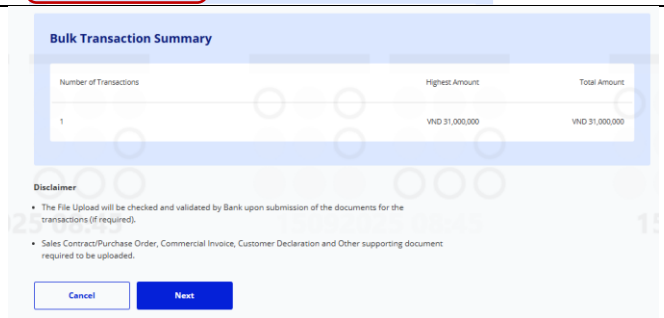 Bulk Transaction Summary
Number of Transactions Highest Amount Total Amount
1 VND 31,000,000 VND 31,000,000
Disclaimer
• The File Upload will be checked and validated by Bank upon submission of the documents for the
transactions (if required).
• Sales Contract/Purchase Order, Commercial Invoice, Customer Declaration and Other supporting document
required to be uploaded.
Cancel Next